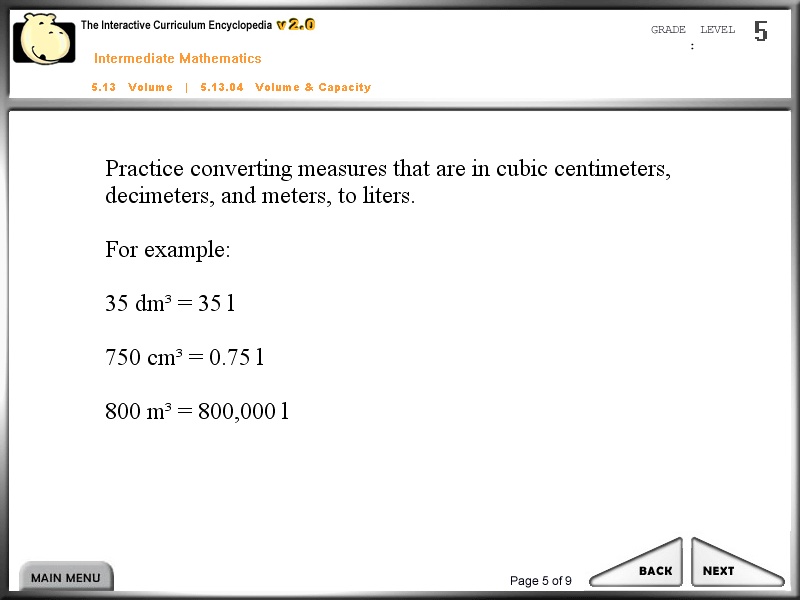 The Interactive Curriculum Encyclopedia v 2.0
GRADE LEVEL : 5
Intermediate Mathematics
5.13 Volume | 5.13.04 Volume & Capacity
Practice converting measures that are in cubic centimeters,
decimeters, and meters, to liters.
For example:
35 dm³ = 35 l
750 cm³ = 0.75 l
800 m³ = 800,000 l
MAIN MENU
Page 5 of 9
BACK
NEXT